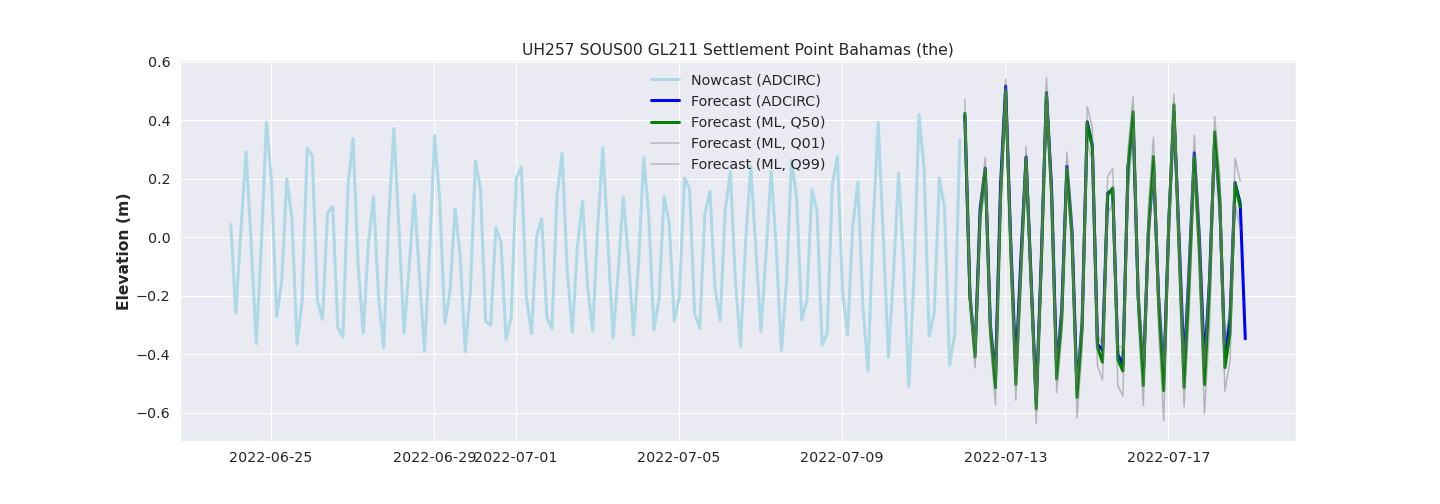 UH257 SOUS00 GL211 Settlement Point Bahamas (the)
Elevation (m)
0.6
0.4
0.2
0.0
−0.2
−0.4
−0.6
Nowcast (ADCIRC)
Forecast (ADCIRC)
Forecast (ML, Q50)
Forecast (ML, Q01)
Forecast (ML, Q99)
2022-06-25 2022-06-29 2022-07-01 2022-07-05 2022-07-09 2022-07-13 2022-07-17